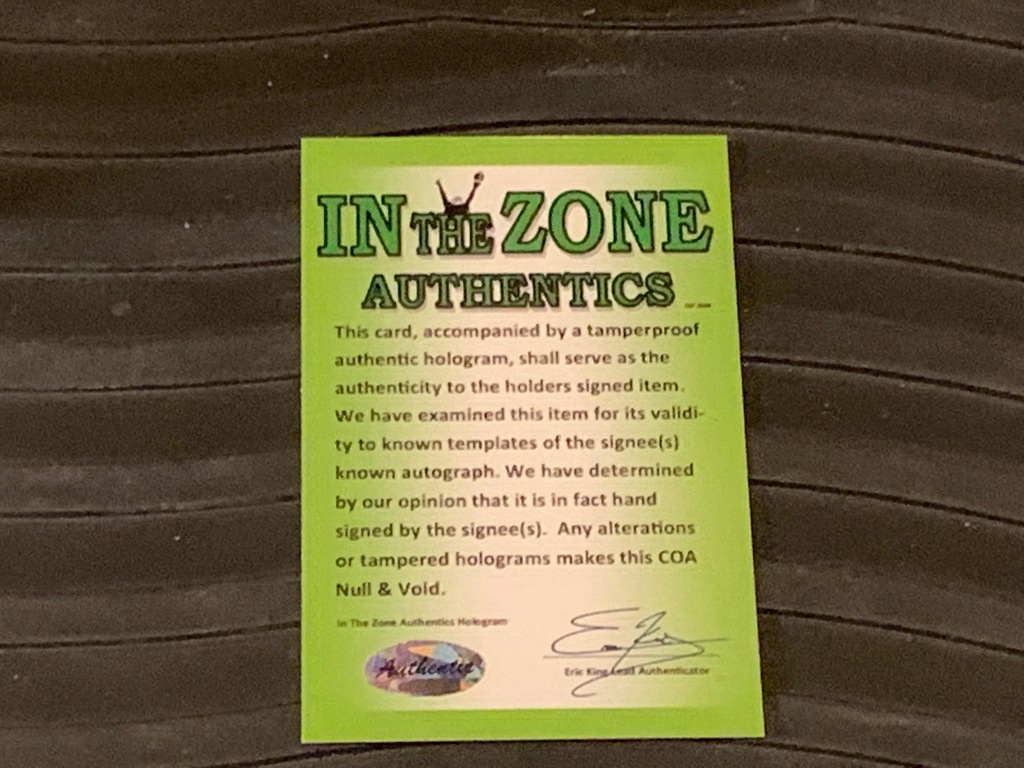 IN THE ZONE
AUTHENTICS
This card, accompanied by a tamperproof
authentic hologram, shall serve as the
authenticity to the holders signed item.
We have examined this item for its validi-
ty to known templates of the signee(s)
known autograph. We have determined
by our opinion that it is in fact hand
signed by the signee(s). Any alterations
or tampered holograms makes this COA
Null & Void.
In The Zone Authentics Hologram
Authentic
Eric King Lead Authenticator